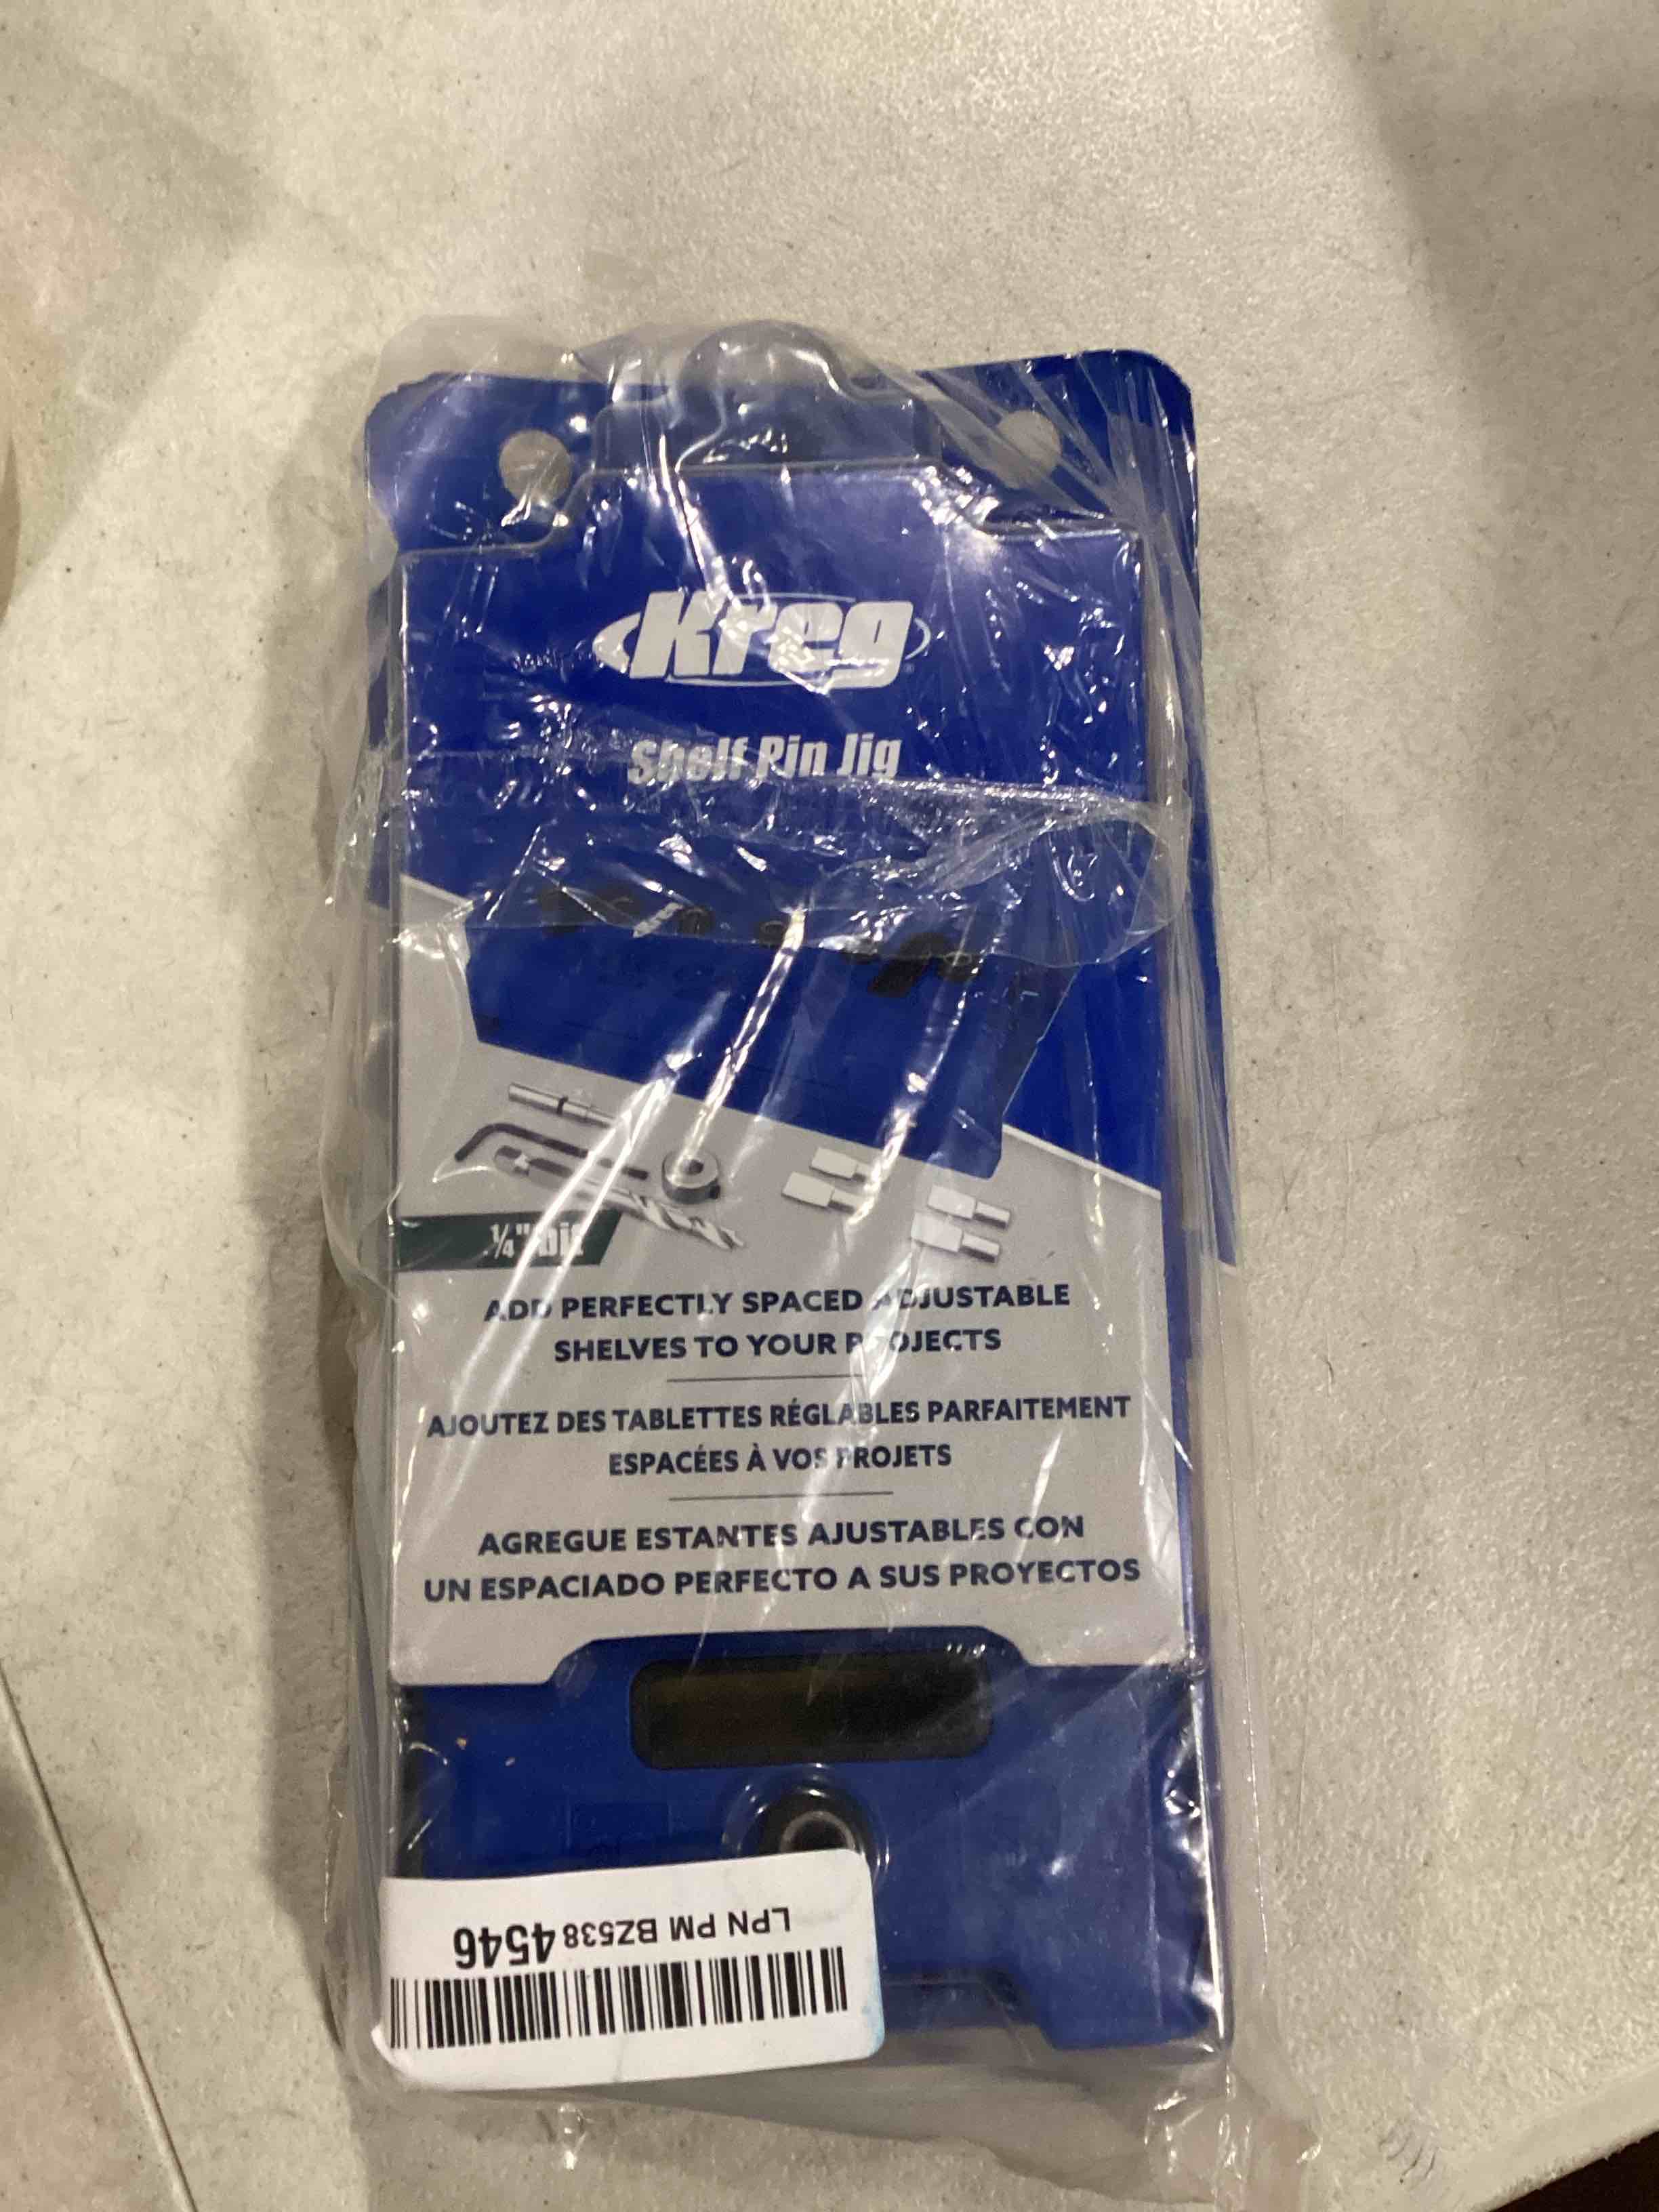 Kreg
Shelf Pin Jig
¼" bit
ADD PERFECTLY SPACED ADJUSTABLE
SHELVES TO YOUR PROJECTS
AJOUTEZ DES TABLETTES RÉGLABLES PARFAITEMENT
ESPACÉES À VOS PROJETS
AGREGUE ESTANTES AJUSTABLES CON
UN ESPACIADO PERFECTO A SUS PROYECTOS
LPN PM BZ5384546